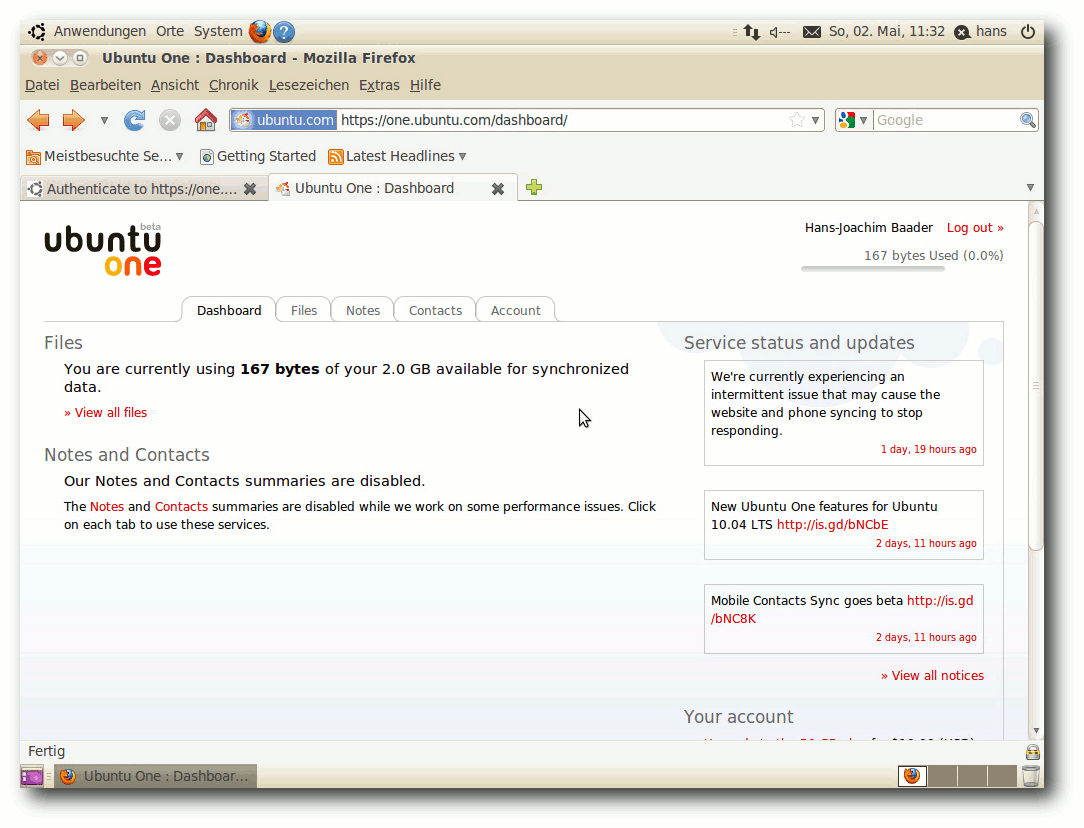 Anwendungen Orte System So, 02. Mai, 11:32 hans
Ubuntu One : Dashboard - Mozilla Firefox
Datei Bearbeiten Ansicht Chronik Lesezeichen Extras Hilfe
ubuntu.com https://one.ubuntu.com/dashboard/ Google
Meistbesuchte Se... Getting Started Latest Headlines
Authenticate to https://one.... Ubuntu One : Dashboard
beta
ubuntu
one
Hans-Joachim Baader Log out »
167 bytes Used (0.0%)
Dashboard Files Notes Contacts Account
Files
You are currently using 167 bytes of your 2.0 GB available for synchronized
data.
» View all files
Notes and Contacts
Our Notes and Contacts summaries are disabled.
The Notes and Contacts summaries are disabled while we work on some performance issues. Click
on each tab to use these services.
Service status and updates
We're currently experiencing an
intermittent issue that may cause the
website and phone syncing to stop
responding.
1 day, 19 hours ago
New Ubuntu One features for Ubuntu
10.04 LTS http://is.gd/bNCbE
2 days, 11 hours ago
Mobile Contacts Sync goes beta http://is.gd
/bNC8K
2 days, 11 hours ago
» View all notices
Your account
Fertig
Ubuntu One : Dashboar...